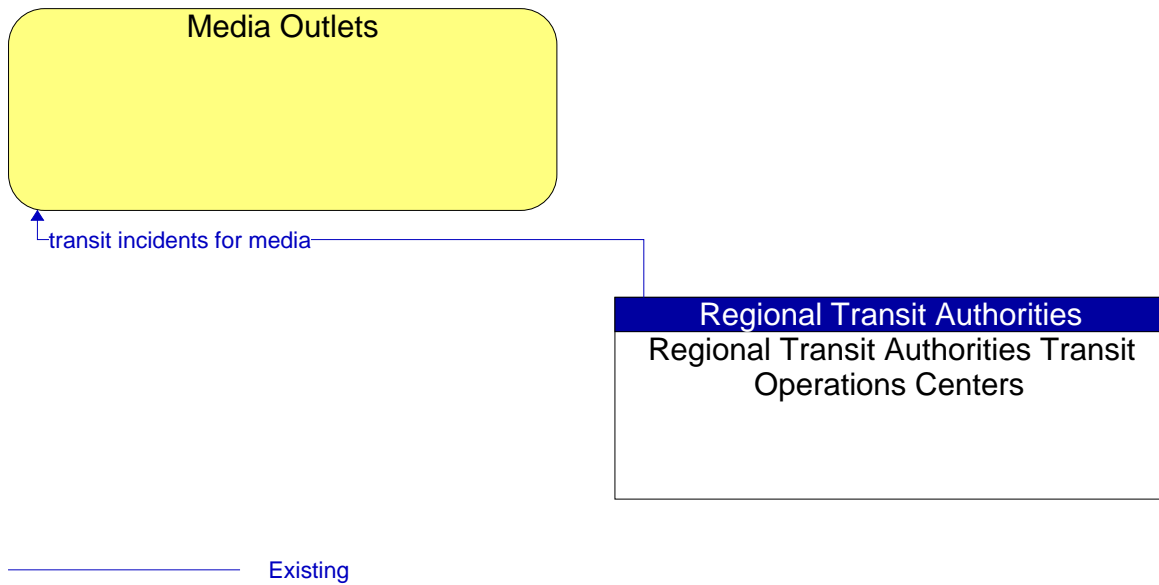 Media Outlets
transit incidents for media
Regional Transit Authorities
Regional Transit Authorities Transit
Operations Centers
Existing